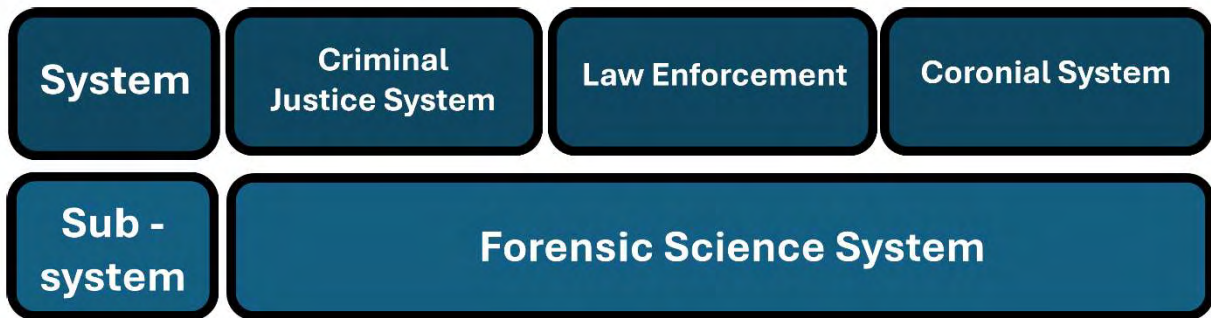 System
Criminal
Justice System
Law Enforcement
Coronial System
Sub -
system
Forensic Science System